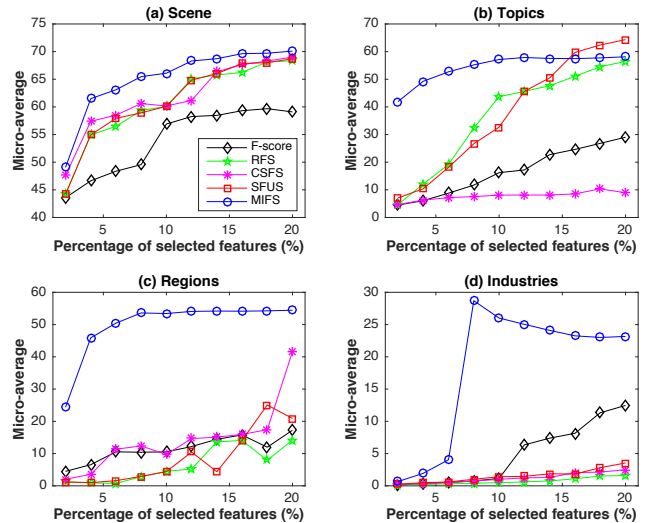 (a) Scene
Micro-average
75
70
65
60
55
50
45
40
5 10 15 20
Percentage of selected features (%)
F-score
RFS
CSFS
SFUS
MIFS
(b) Topics
Micro-average
70
60
50
40
30
20
10
0
5 10 15 20
Percentage of selected features (%)
(c) Regions
Micro-average
60
50
40
30
20
10
0
5 10 15 20
Percentage of selected features (%)
(d) Industries
Micro-average
30
25
20
15
10
5
0
5 10 15 20
Percentage of selected features (%)